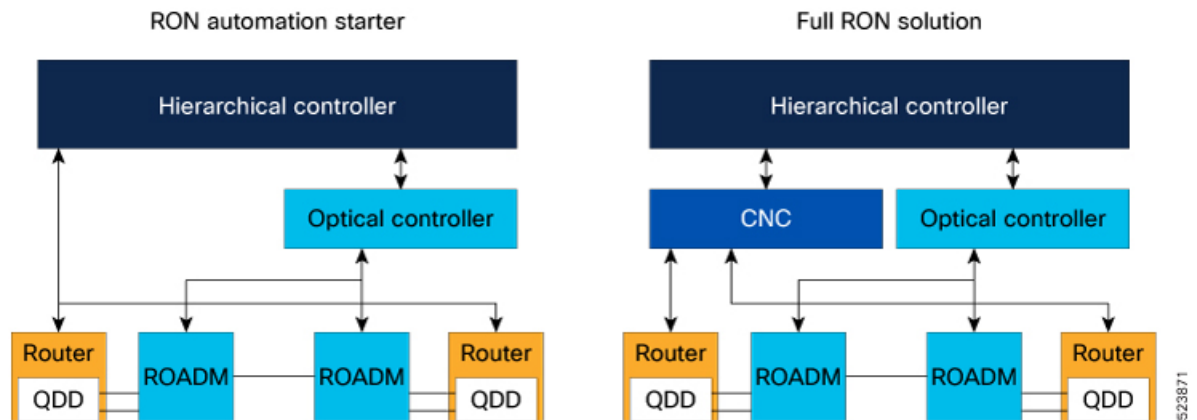 RON automation starter
Full RON solution
Hierarchical controller
Hierarchical controller
Optical controller
CNC
Optical controller
Router
ROADM
ROADM
Router
QDD
QDD
Router
ROADM
ROADM
Router
QDD
QDD
523871